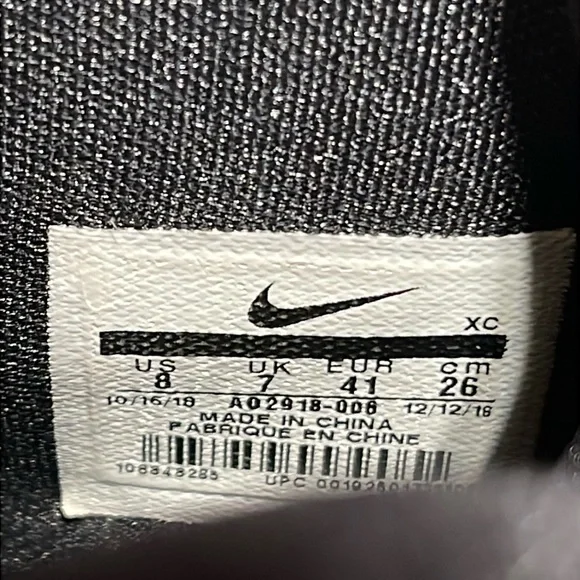 XC
US UK EUR cm
8 7 41 26
10/16/18 AO2918-006 12/12/18
MADE IN CHINA
FABRIQUE EN CHINE
106848285 UPC